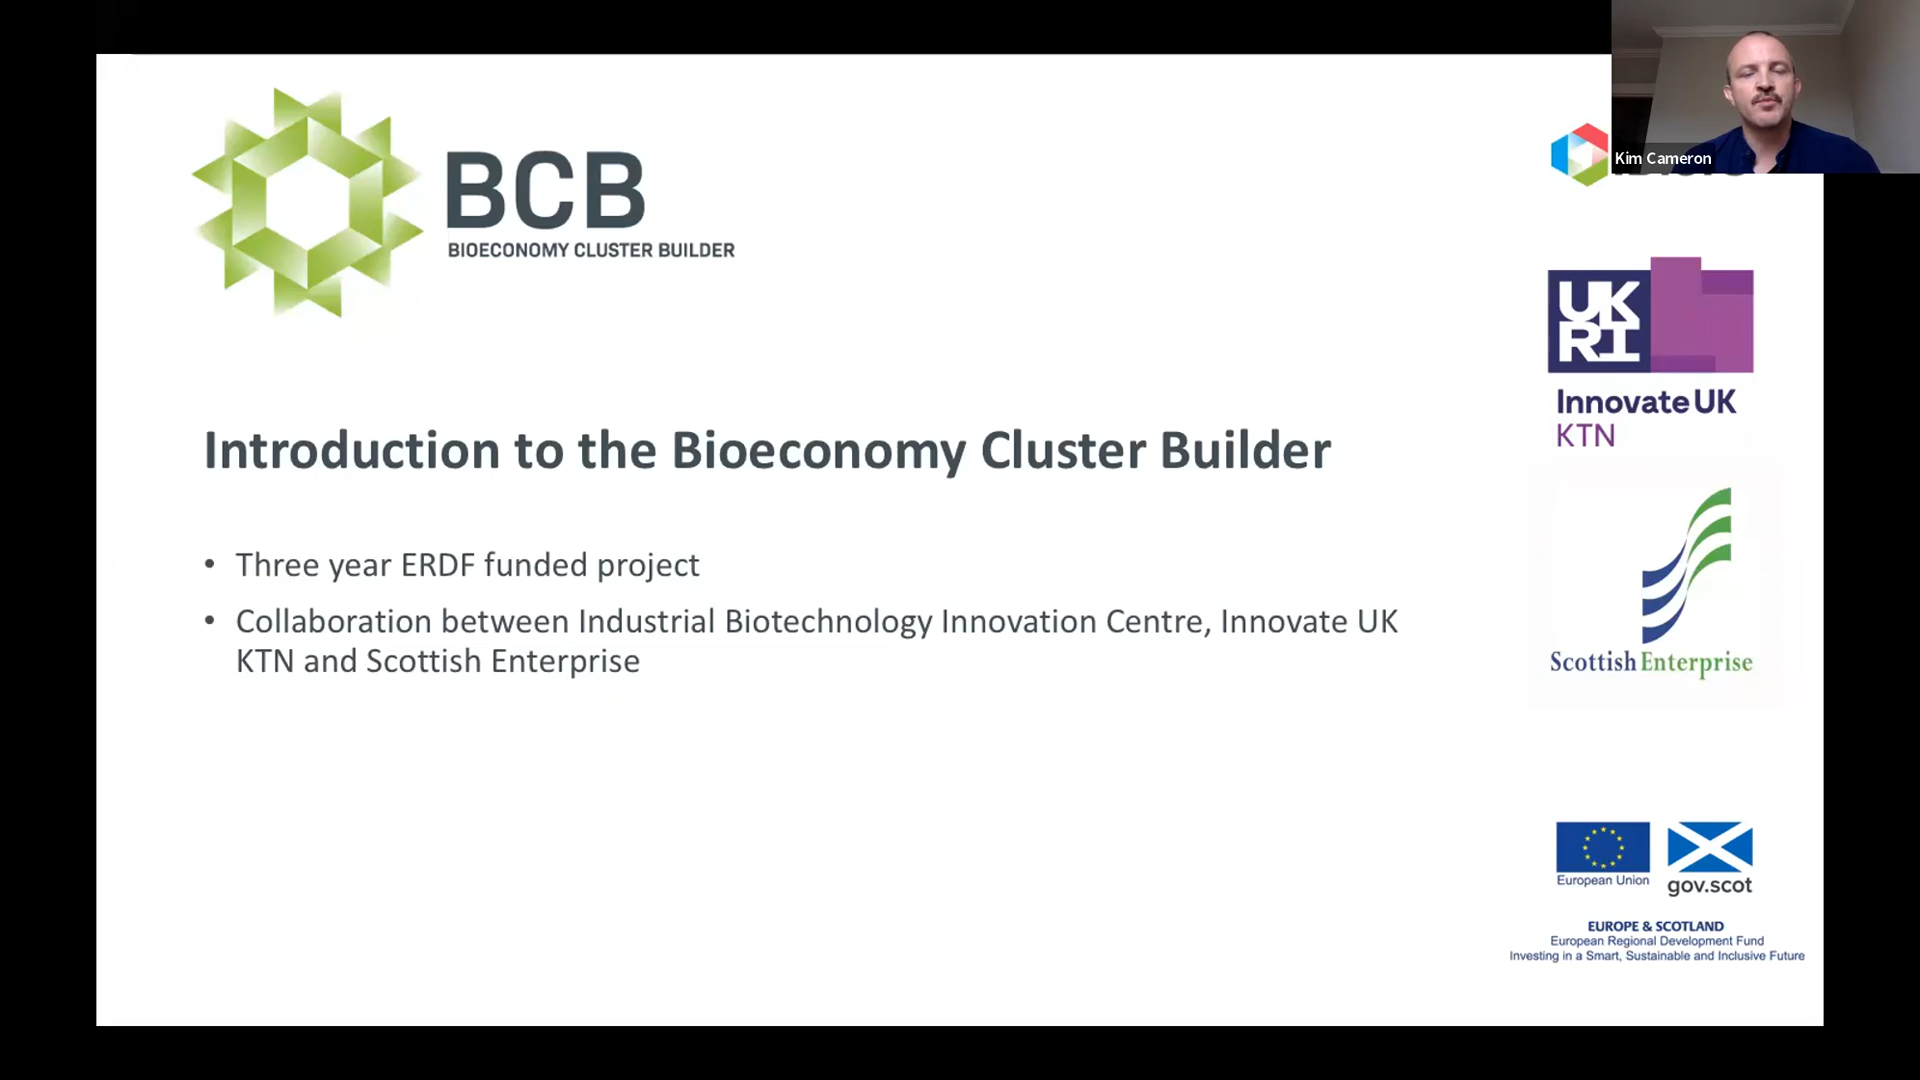 BCB
BIOECONOMY CLUSTER BUILDER
Kim Cameron
UK
RI
Innovate UK
KTN
Introduction to the Bioeconomy Cluster Builder
• Three year ERDF funded project
• Collaboration between Industrial Biotechnology Innovation Centre, Innovate UK
KTN and Scottish Enterprise
Scottish Enterprise
European Union
gov.scot
EUROPE & SCOTLAND
European Regional Development Fund
Investing in a Smart, Sustainable and Inclusive Future